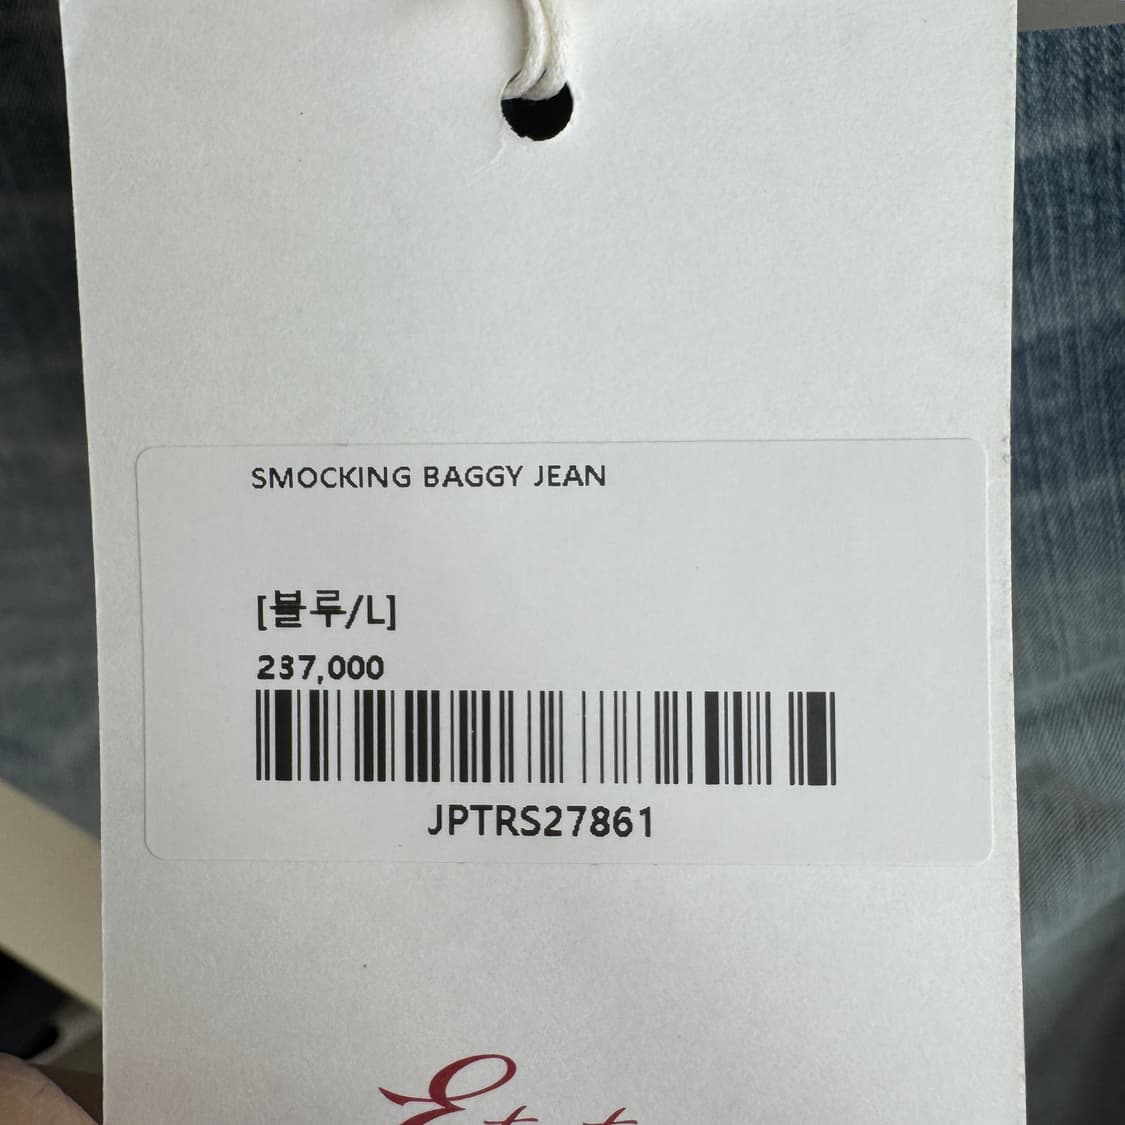 SMOCKING BAGGY JEAN
[블루/L]
237,000
JPTRS27861